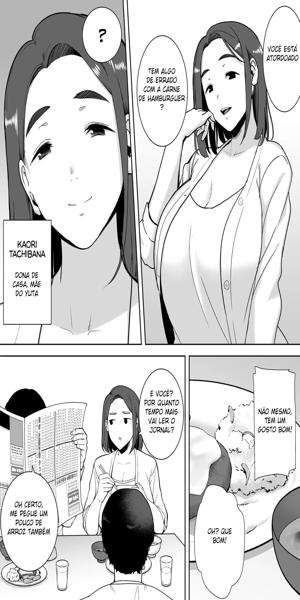 VOCÊ ESTÁ
ATORDOADO
TEM ALGO
DE ERRADO
COM A CARNE
DE HAMBURGUER
?
?
KAORI
TACHIBANA
DONA DE
CASA, MÃE
DO YUTA
NÃO MESMO,
TEM UM
GOSTO BOM!
OH? QUE
BOM!
E VOCÊ?
POR QUANTO
TEMPO MAIS
VAI LER O
JORNAL?
OH CERTO,
ME PEGUE UM
POUCO DE
ARROZ TAMBÉM